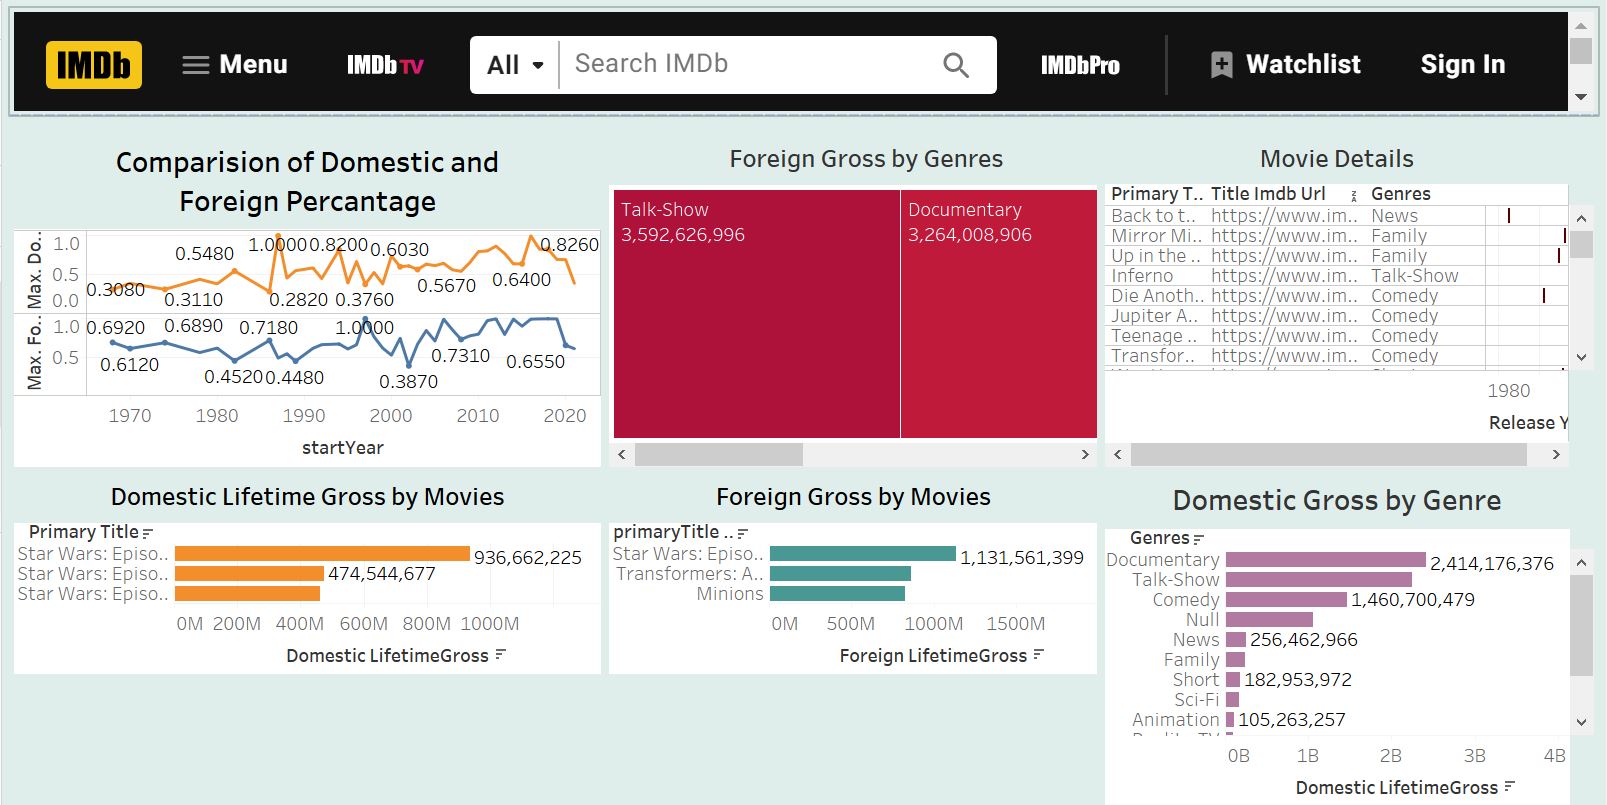 IMDb Menu IMDb TV All Search IMDb IMDbPro Watchlist Sign In
Comparision of Domestic and
Foreign Percantage
Max. Do..
1.0
0.5
0.0
0.3080
0.3110
0.5480
1.0000
0.2820
0.8200
0.3760
0.6030
0.5670
0.6400
0.8260
Max. Fo..
1.0
0.5
0.6920
0.6120
0.6890
0.4520
0.7180
0.4480
1.0000
0.3870
0.7310
0.6550
1970 1980 1990 2000 2010 2020
startYear
Foreign Gross by Genres
Talk-Show
3,592,626,996
Documentary
3,264,008,906
Movie Details
Primary T.. Title Imdb Url Genres
Back to t.. https://www.im.. News
Mirror Mi.. https://www.im.. Family
Up in the .. https://www.im.. Family
Inferno https://www.im.. Talk-Show
Die Anoth.. https://www.im.. Comedy
Jupiter A.. https://www.im.. Comedy
Teenage .. https://www.im.. Comedy
Transfor.. https://www.im.. Comedy
1980
Release Y
Domestic Lifetime Gross by Movies
Primary Title
Star Wars: Episo.. 936,662,225
Star Wars: Episo.. 474,544,677
Star Wars: Episo..
0M 200M 400M 600M 800M 1000M
Domestic LifetimeGross
Foreign Gross by Movies
primaryTitle ..
Star Wars: Episo.. 1,131,561,399
Transformers: A..
Minions
0M 500M 1000M 1500M
Foreign LifetimeGross
Domestic Gross by Genre
Genres
Documentary 2,414,176,376
Talk-Show
Comedy 1,460,700,479
Null
News 256,462,966
Family
Short 182,953,972
Sci-Fi
Animation 105,263,257
0B 1B 2B 3B 4B
Domestic LifetimeGross